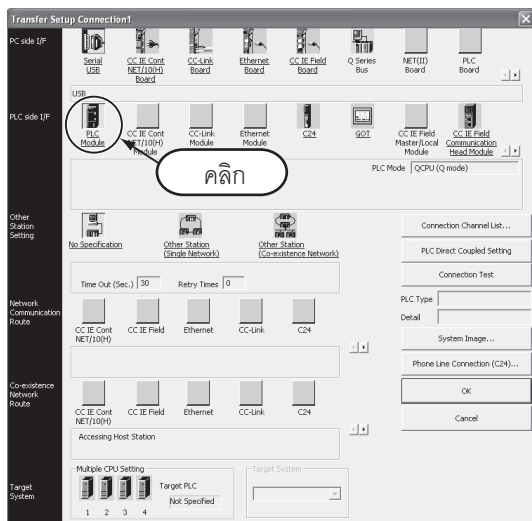 Transfer Setup Connection1
PC side I/F
Serial USB
CC IE Cont NET/10(H) Board
CC-Link Board
Ethernet Board
CC IE Field Board
Q Series Bus
NET(II) Board
PLC Board
USB
PLC side I/F
PLC Module
CC IE Cont NET/10(H) Module
CC-Link Module
Ethernet Module
C24
GOT
CC IE Field Master/Local Module
CC IE Field Communication Head Module
คลิก
PLC Mode QCPU (Q mode)
Other Station Setting
No Specification
Other Station (Single Network)
Other Station (Co-existence Network)
Time Out (Sec.) 30 Retry Times 0
Connection Channel List...
PLC Direct Coupled Setting
Connection Test
PLC Type
Detail
System Image...
Phone Line Connection (C24)...
OK
Cancel
Network Communication Route
CC IE Cont NET/10(H)
CC IE Field
Ethernet
CC-Link
C24
Co-existence Network Route
CC IE Cont NET/10(H)
CC IE Field
Ethernet
CC-Link
C24
Accessing Host Station
Target System
Multiple CPU Setting
1 2 3 4
Target PLC
Not Specified
Target System